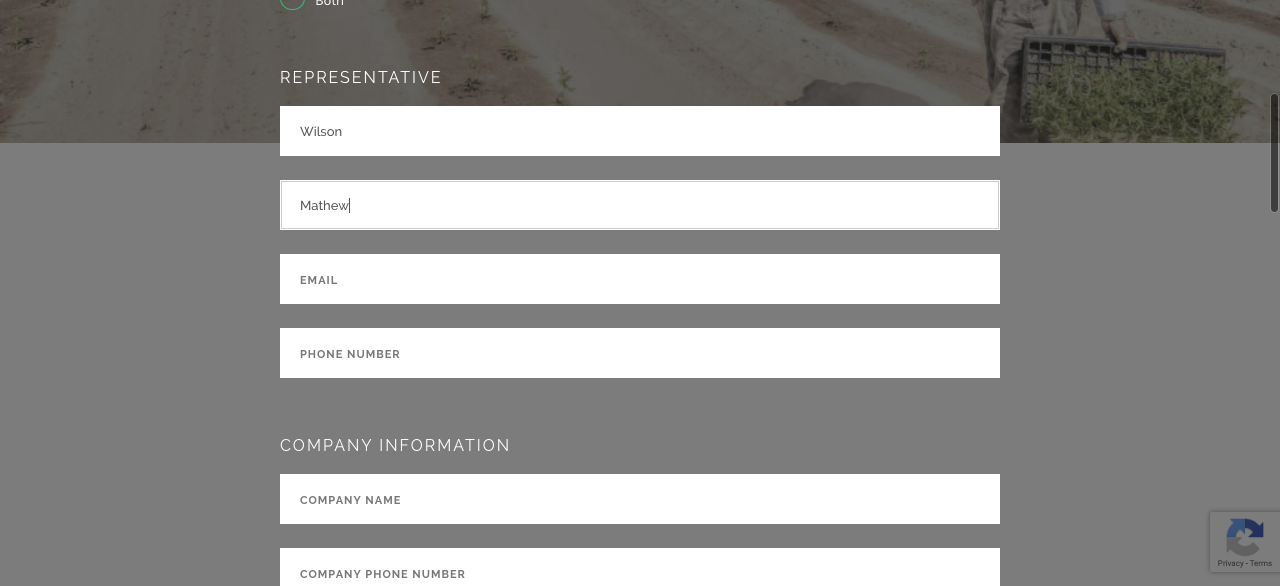 Both
REPRESENTATIVE
Wilson
Mathew
EMAIL
PHONE NUMBER
COMPANY INFORMATION
COMPANY NAME
COMPANY PHONE NUMBER
Privacy - Terms